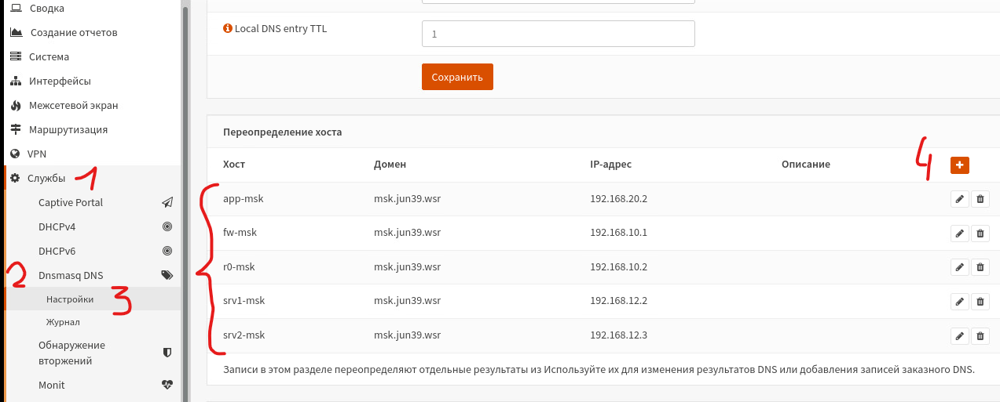 Сводка
Создание отчетов
Система
Интерфейсы
Межсетевой экран
Маршрутизация
VPN
Службы 1
Captive Portal
DHCPv4
DHCPv6
2 Dnsmasq DNS
Настройки 3
Журнал
Обнаружение
вторжений
Monit
Local DNS entry TTL 1
Сохранить
Переопределение хоста
Хост Домен IP-адрес Описание 4
app-msk msk.jun39.wsr 192.168.20.2
fw-msk msk.jun39.wsr 192.168.10.1
r0-msk msk.jun39.wsr 192.168.10.2
srv1-msk msk.jun39.wsr 192.168.12.2
srv2-msk msk.jun39.wsr 192.168.12.3
Записи в этом разделе переопределяют отдельные результаты из Используйте их для изменения результатов DNS или добавления записей заказного DNS.